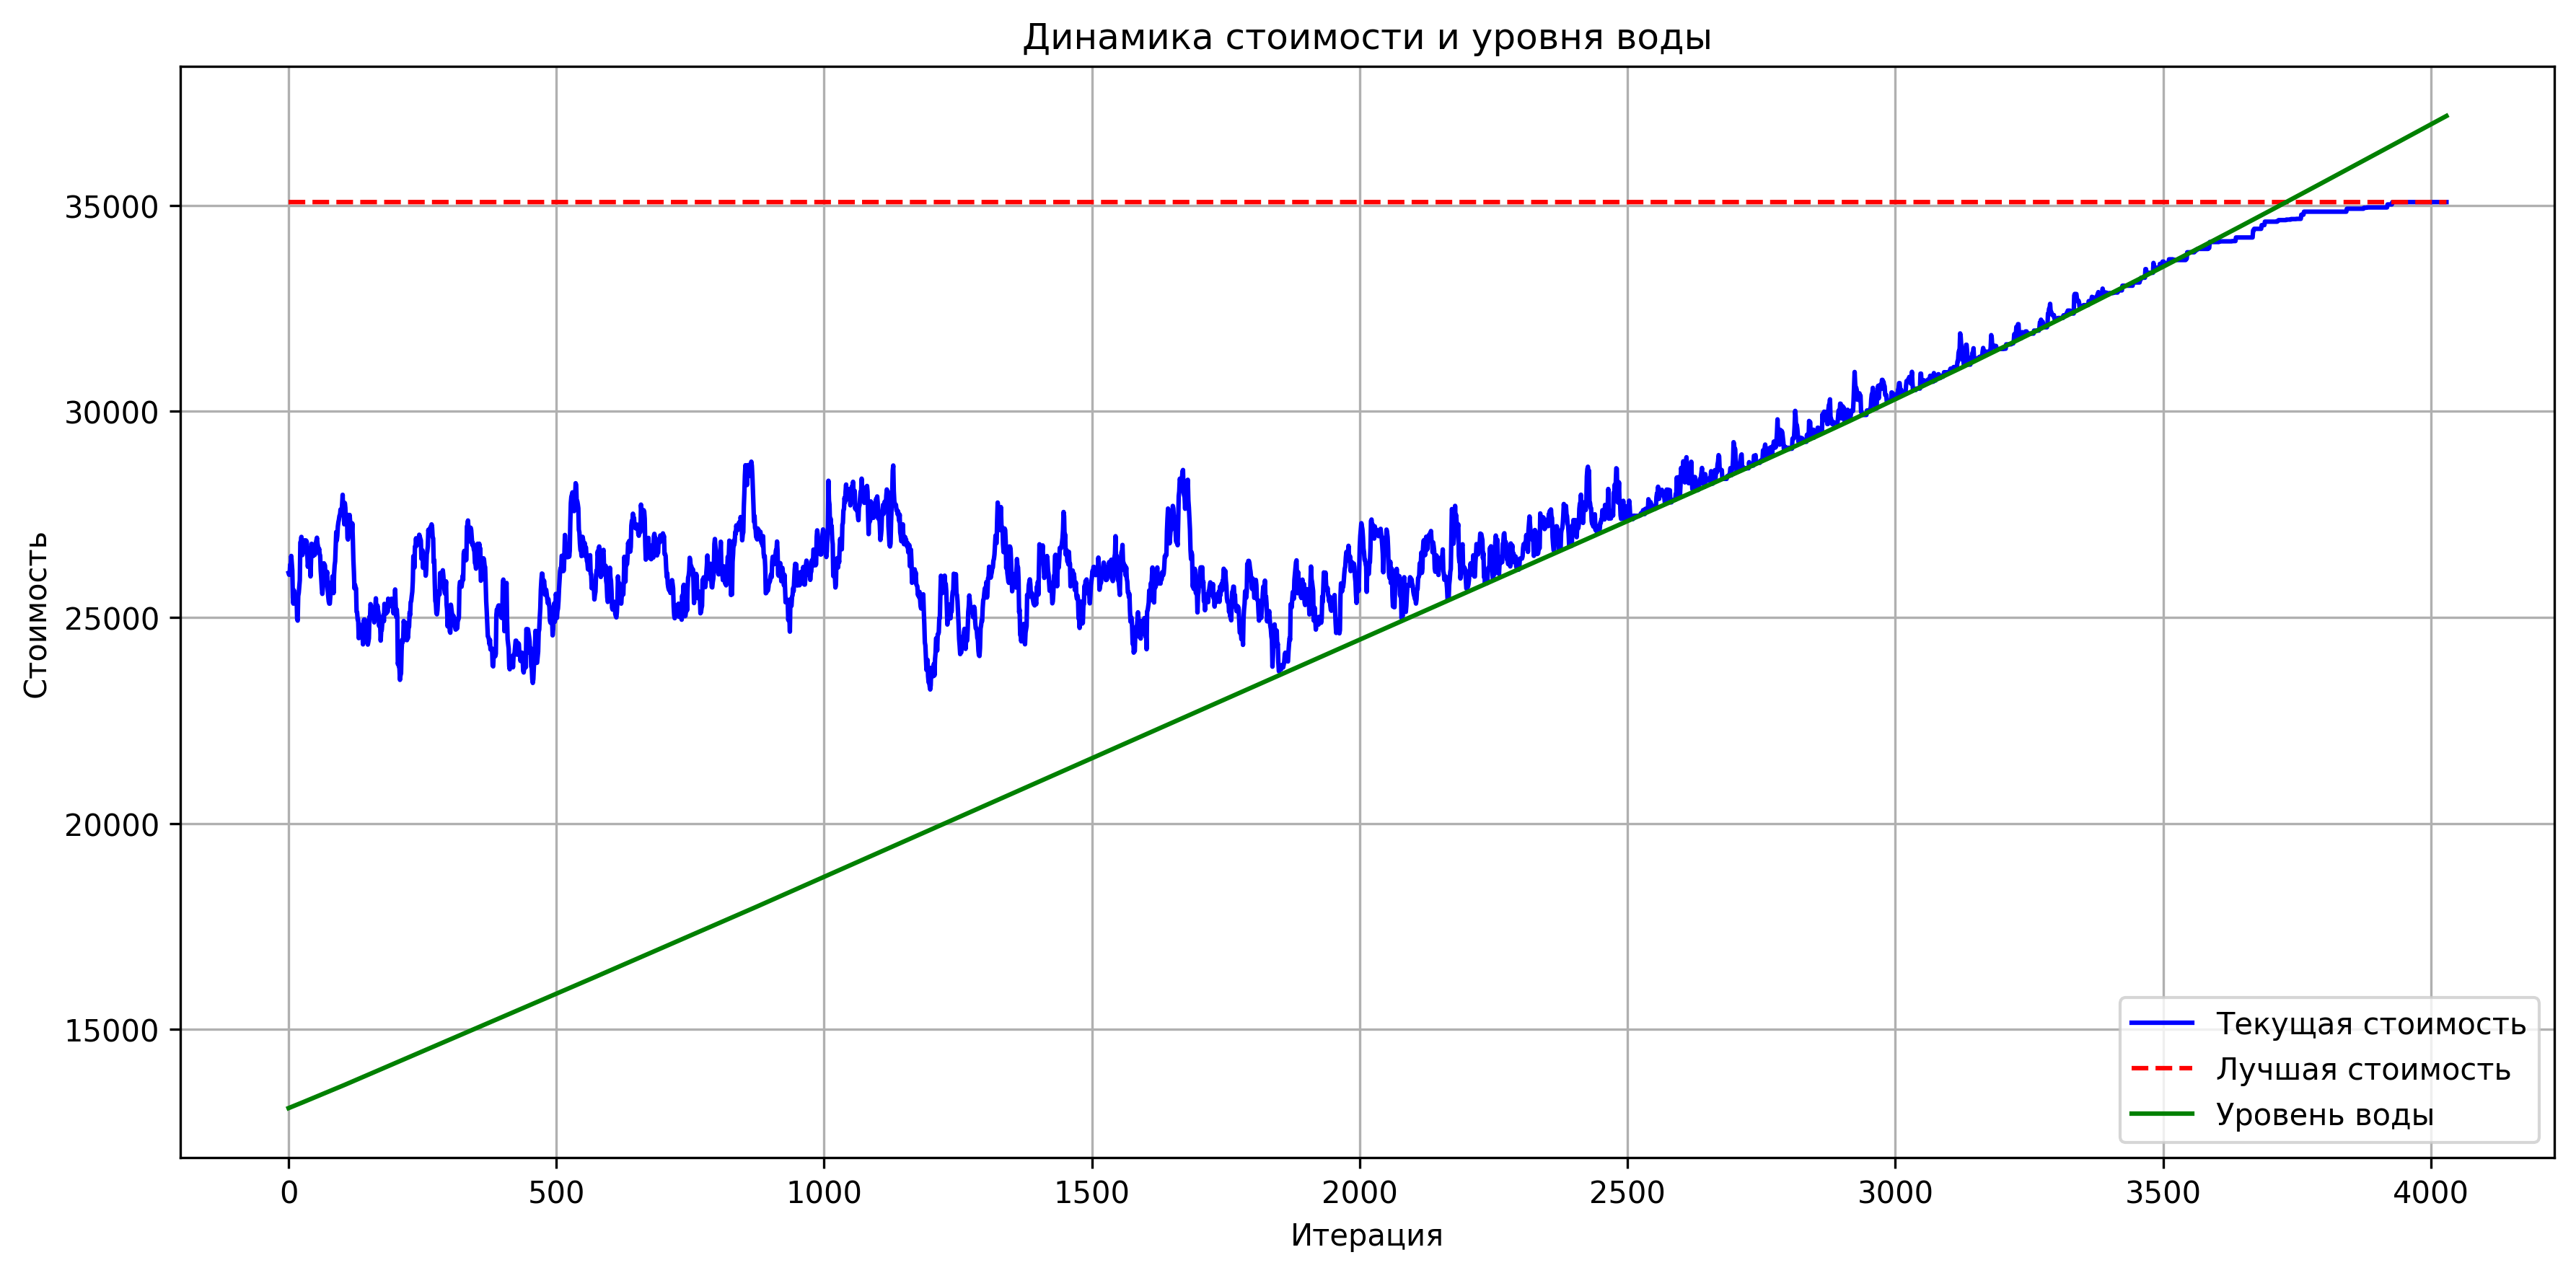 Динамика стоимости и уровня воды
Стоимость
35000
30000
25000
20000
15000
0 500 1000 1500 2000 2500 3000 3500 4000
Итерация
Текущая стоимость
Лучшая стоимость
Уровень воды